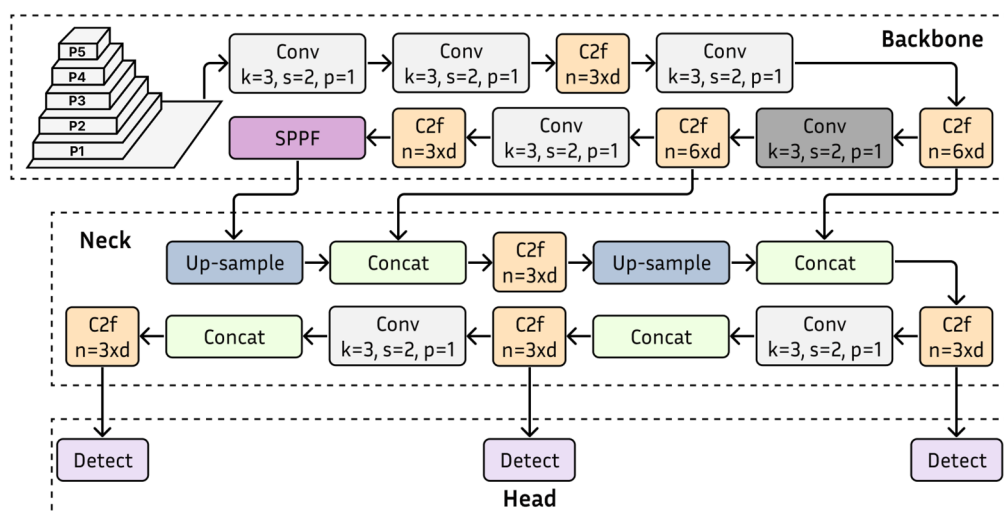 P5
P4
P3
P2
P1
Conv
k=3, s=2, p=1
Conv
k=3, s=2, p=1
C2f
n=3xd
Conv
k=3, s=2, p=1
Backbone
SPPF
C2f
n=3xd
Conv
k=3, s=2, p=1
C2f
n=6xd
Conv
k=3, s=2, p=1
C2f
n=6xd
Neck
Up-sample
Concat
C2f
n=3xd
Up-sample
Concat
C2f
n=3xd
Concat
Conv
k=3, s=2, p=1
C2f
n=3xd
Concat
Conv
k=3, s=2, p=1
C2f
n=3xd
Detect
Detect
Detect
Head